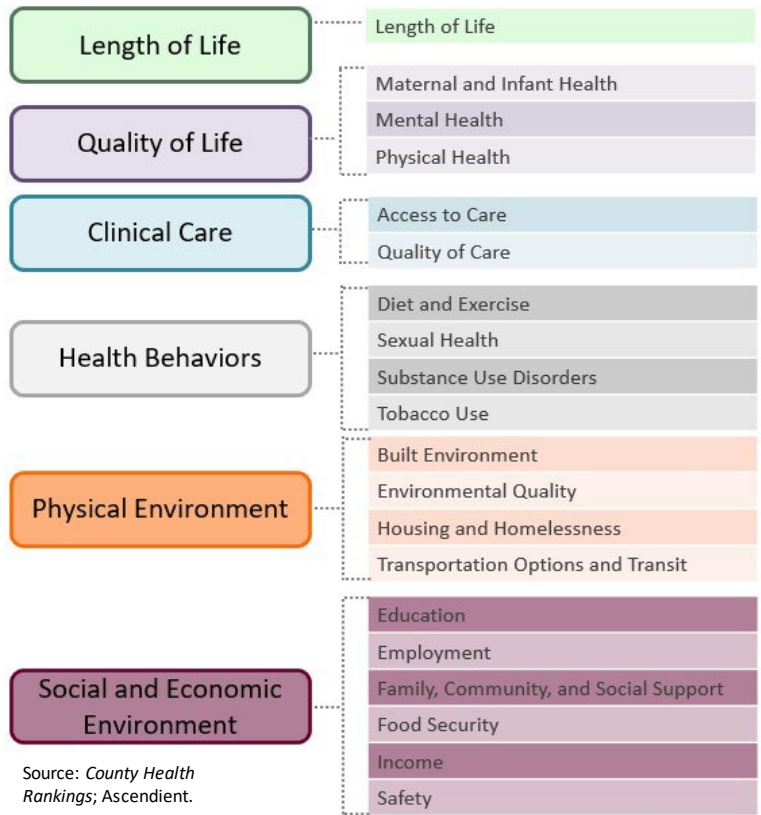 Length of Life
Length of Life
Quality of Life
Maternal and Infant Health
Mental Health
Physical Health
Clinical Care
Access to Care
Quality of Care
Health Behaviors
Diet and Exercise
Sexual Health
Substance Use Disorders
Tobacco Use
Physical Environment
Built Environment
Environmental Quality
Housing and Homelessness
Transportation Options and Transit
Social and Economic
Environment
Education
Employment
Family, Community, and Social Support
Food Security
Income
Safety
Source: County Health
Rankings; Ascendient.